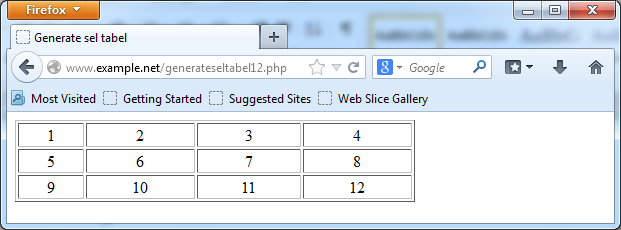 Firefox
Generate sel tabel
www.example.net/generateseltabel12.php
Google
Most Visited Getting Started Suggested Sites Web Slice Gallery
1 2 3 4
5 6 7 8
9 10 11 12